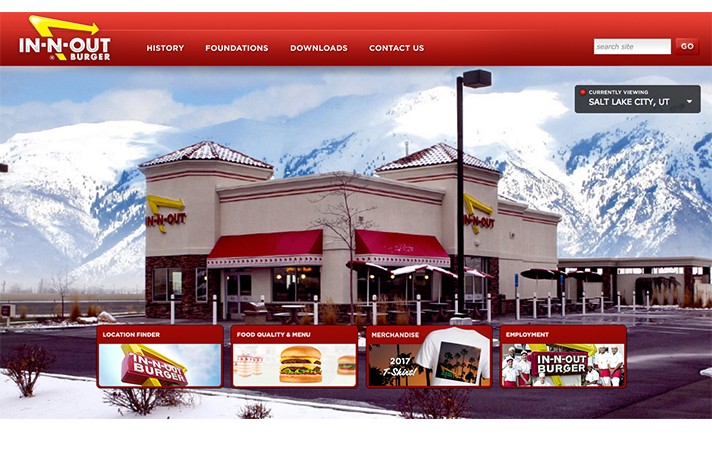 IN-N-OUT
® BURGER
HISTORY
FOUNDATIONS
DOWNLOADS
CONTACT US
search site
GO
CURRENTLY VIEWING
SALT LAKE CITY, UT
IN-N-OUT
IN-N-OUT
LOCATION FINDER
IN-N-OUT
BURGER
FOOD QUALITY & MENU
MERCHANDISE
2017
T-Shirt!
EMPLOYMENT
IN-N-OUT
BURGER